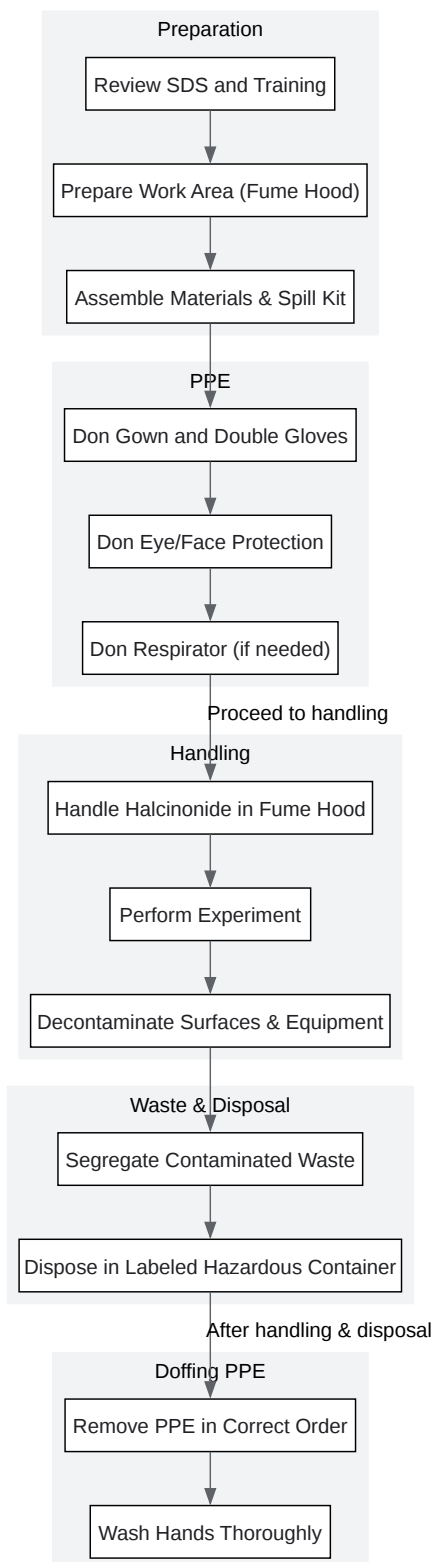 Preparation
Review SDS and Training
Prepare Work Area (Fume Hood)
Assemble Materials & Spill Kit
PPE
Don Gown and Double Gloves
Don Eye/Face Protection
Don Respirator (if needed)
Proceed to handling
Handling
Handle Halcinonide in Fume Hood
Perform Experiment
Decontaminate Surfaces & Equipment
Waste & Disposal
Segregate Contaminated Waste
Dispose in Labeled Hazardous Container
After handling & disposal
Doffing PPE
Remove PPE in Correct Order
Wash Hands Thoroughly